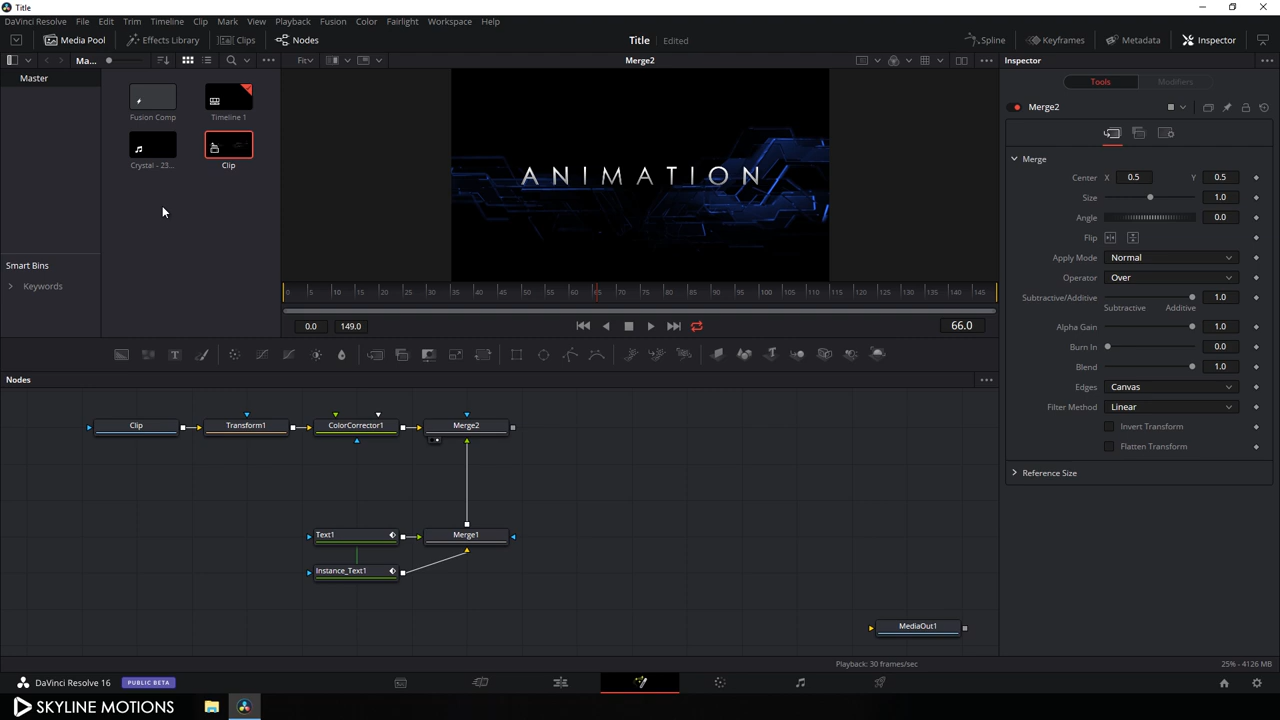 Title
DaVinci Resolve File Edit Trim Timeline Clip Mark View Playback Fusion Color Fairlight Workspace Help
Media Pool Effects Library Clips Nodes Title Edited Spline Keyframes Metadata Inspector
Ma... Fit Merge2 Inspector
Master
Tools Modifiers
Merge2
Fusion Comp Timeline 1
Crystal - 23... Clip
ANIMATION
Merge
Center X 0.5 Y 0.5
Size 1.0
Angle 0.0
Flip
Apply Mode Normal
Operator Over
Subtractive/Additive 1.0
Subtractive Additive
Alpha Gain 1.0
Burn In 0.0
Blend 1.0
Edges Canvas
Filter Method Linear
Invert Transform
Flatten Transform
Reference Size
Smart Bins
Keywords
0 5 10 15 20 25 30 35 40 45 50 55 60 65 70 75 80 85 90 95 100 105 110 115 120 125 130 135 140 145
0.0 149.0 66.0
Nodes
Clip Transform1 ColorCorrector1 Merge2
Text1 Merge1
Instance_Text1
MediaOut1
Playback: 30 frames/sec 25% - 4126 MB
DaVinci Resolve 16 PUBLIC BETA
SKYLINE MOTIONS